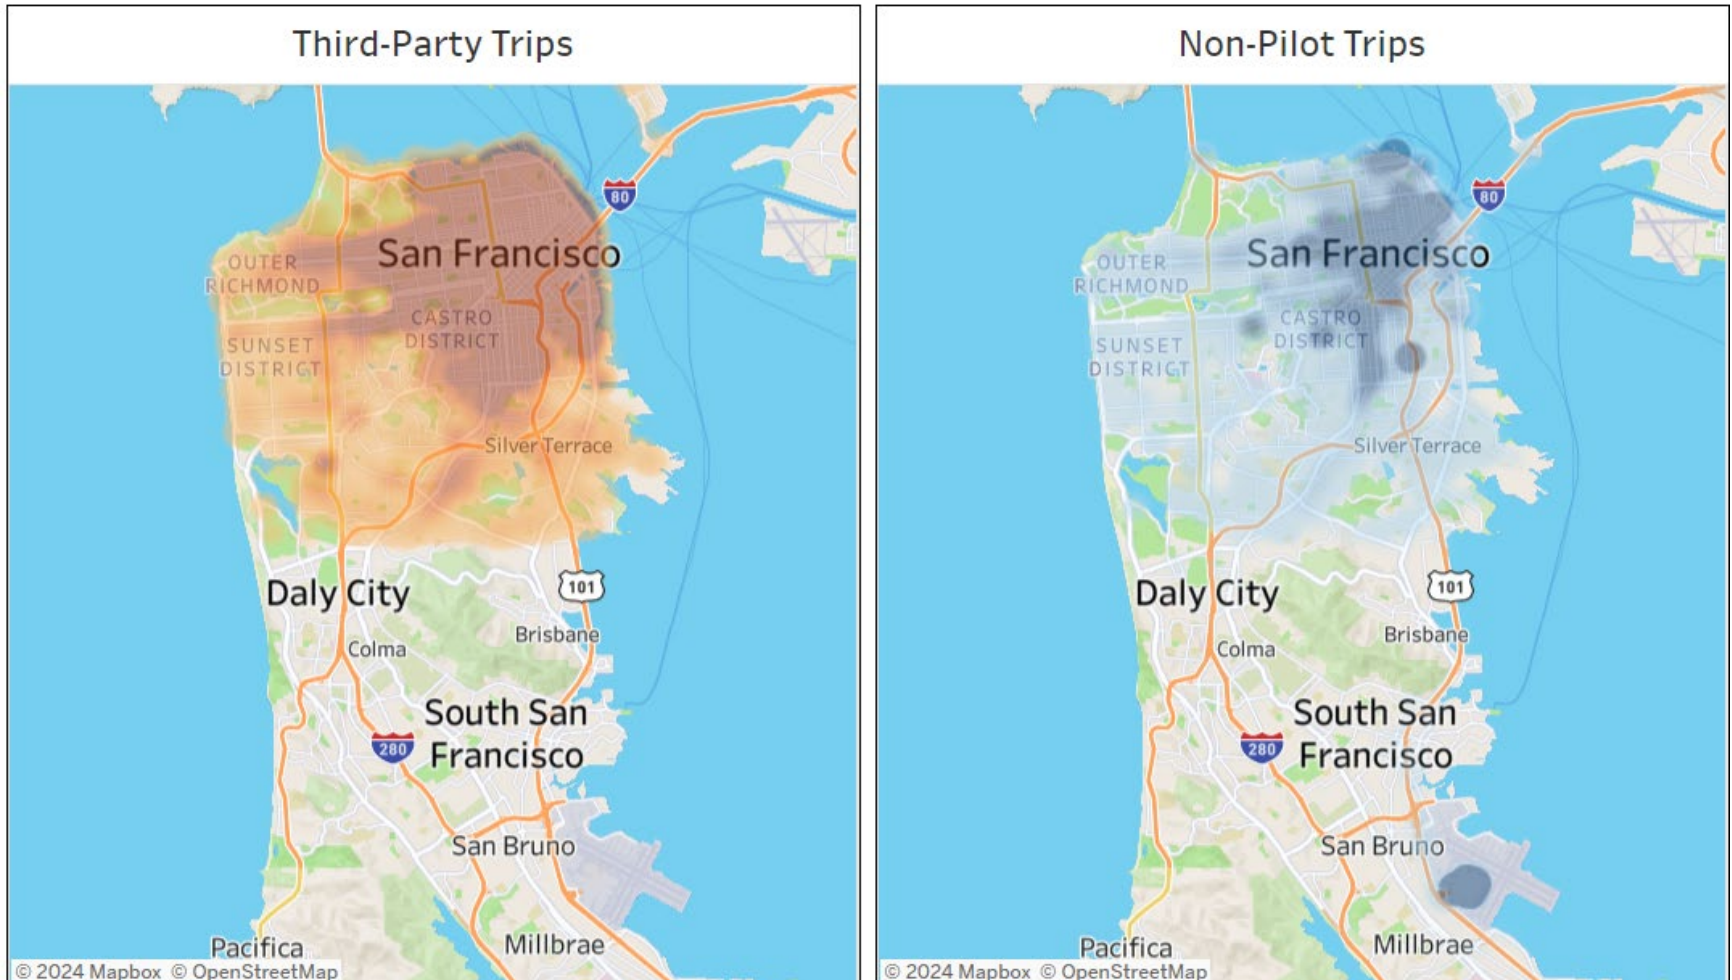 Third-Party Trips
80
San Francisco
OUTER
RICHMOND
CASTRO
DISTRICT
SUNSET
DISTRICT
Silver Terrace
Daly City
101
Brisbane
Colma
South San
Francisco
280
San Bruno
Pacifica
Millbrae
© 2024 Mapbox © OpenStreetMap
Non-Pilot Trips
80
San Francisco
OUTER
RICHMOND
CASTRO
DISTRICT
SUNSET
DISTRICT
Silver Terrace
Daly City
101
Brisbane
Colma
South San
Francisco
280
San Bruno
Pacifica
Millbrae
© 2024 Mapbox © OpenStreetMap